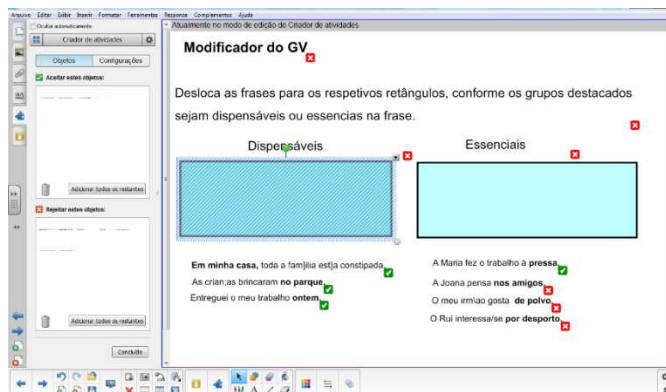 Arquivo Editar Exibir Inserir Formatar Ferramentas Resposta Complementos Ajuda
Ocultar automaticamente
Atualmente no modo de edição do Criador de atividades
Criador de atividades
Objetos Configurações
Aceitar estes objetos:
Adicionar todos os restantes
Rejeitar estes objetos:
Adicionar todos os restantes
Concluído
Modificador do GV
Desloca as frases para os respetivos retângulos, conforme os grupos destacados
sejam dispensáveis ou essencias na frase.
Dispensáveis
Essenciais
Em minha casa, toda a fam]ilia est]a constipada.
As crian;as brincaram no parque.
Entreguei o meu trabalho ontem.
A Maria fez o trabalho à pressa.
A Joana pensa nos amigos.
O meu irm\ao gosta de polvo.
O Rui interessa/se por desporto.